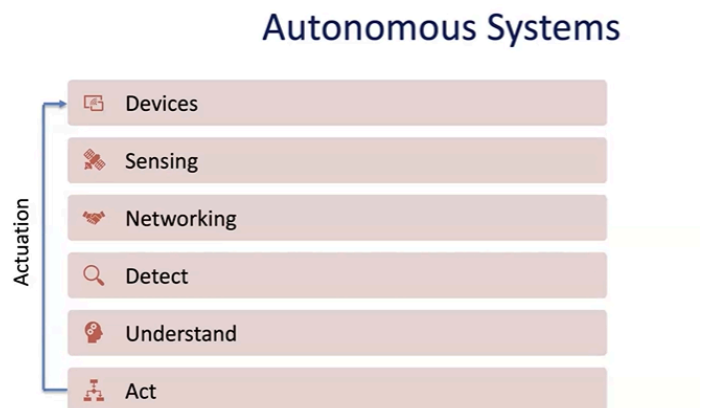 Autonomous Systems
Devices
Sensing
Networking
Detect
Understand
Act
Actuation